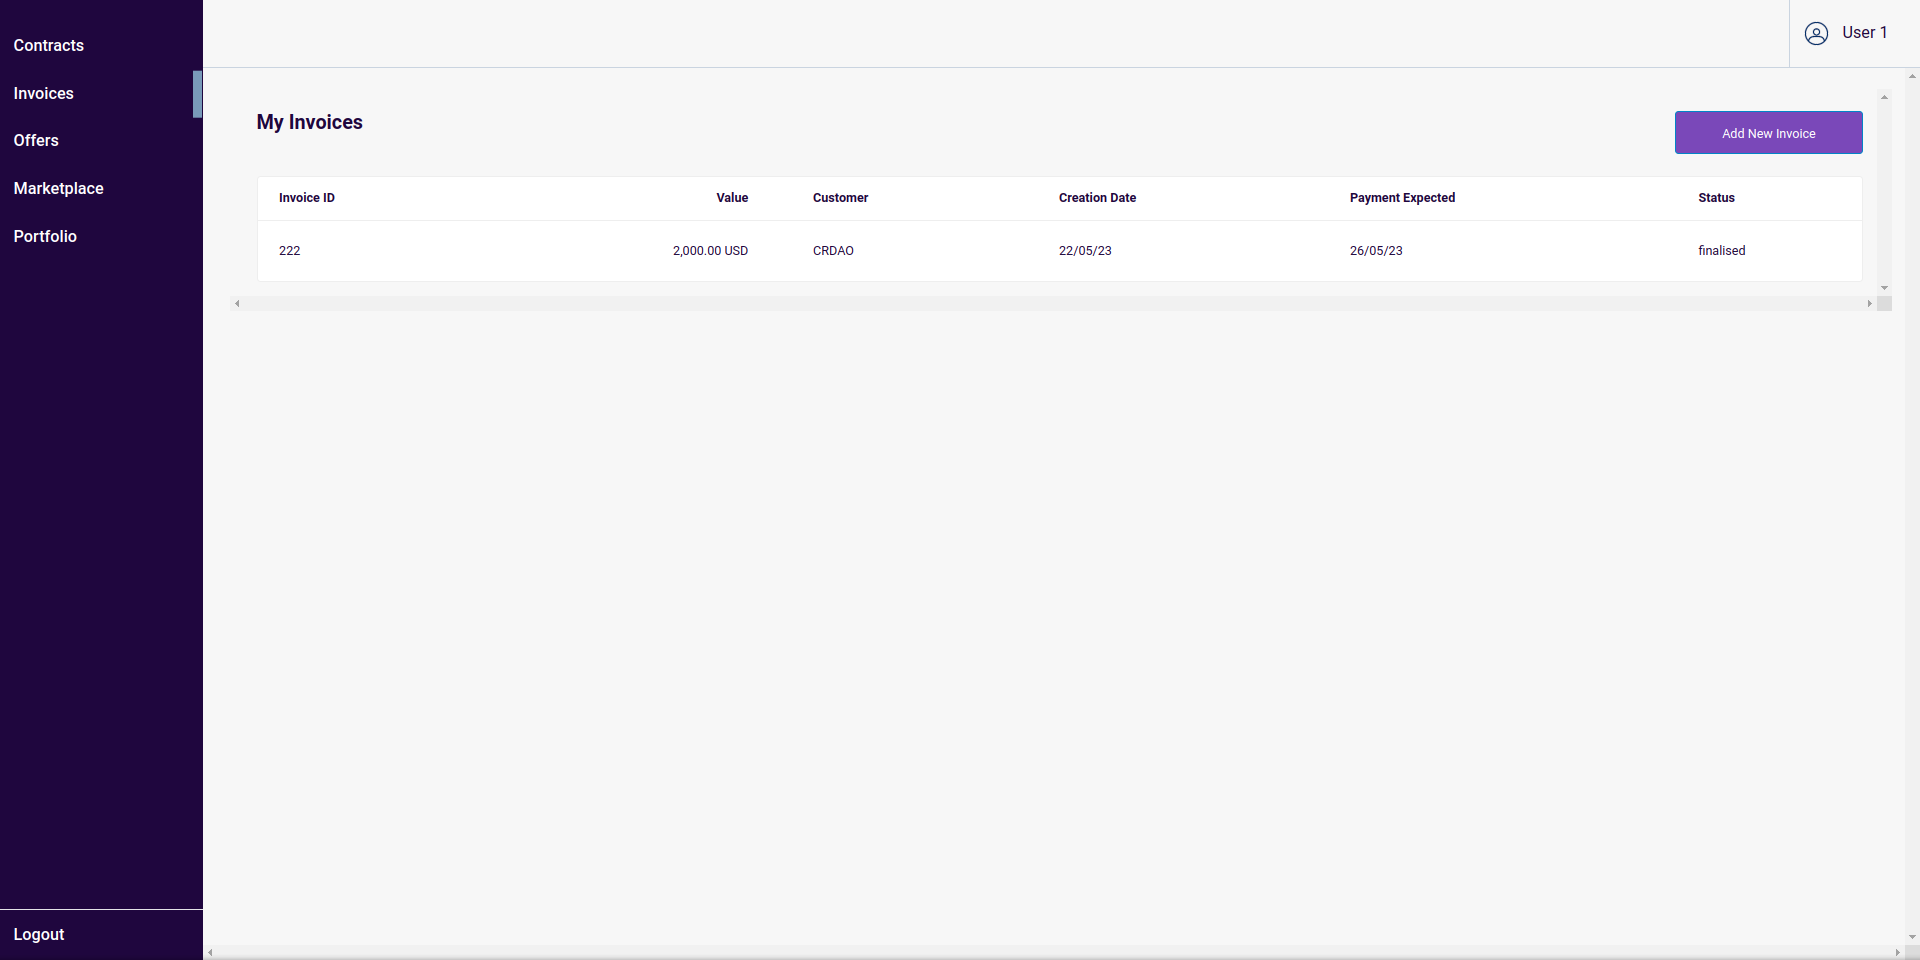 Contracts
Invoices
Offers
Marketplace
Portfolio
Logout
User 1
My Invoices
Add New Invoice
Invoice ID Value Customer Creation Date Payment Expected Status
222 2,000.00 USD CRDAO 22/05/23 26/05/23 finalised